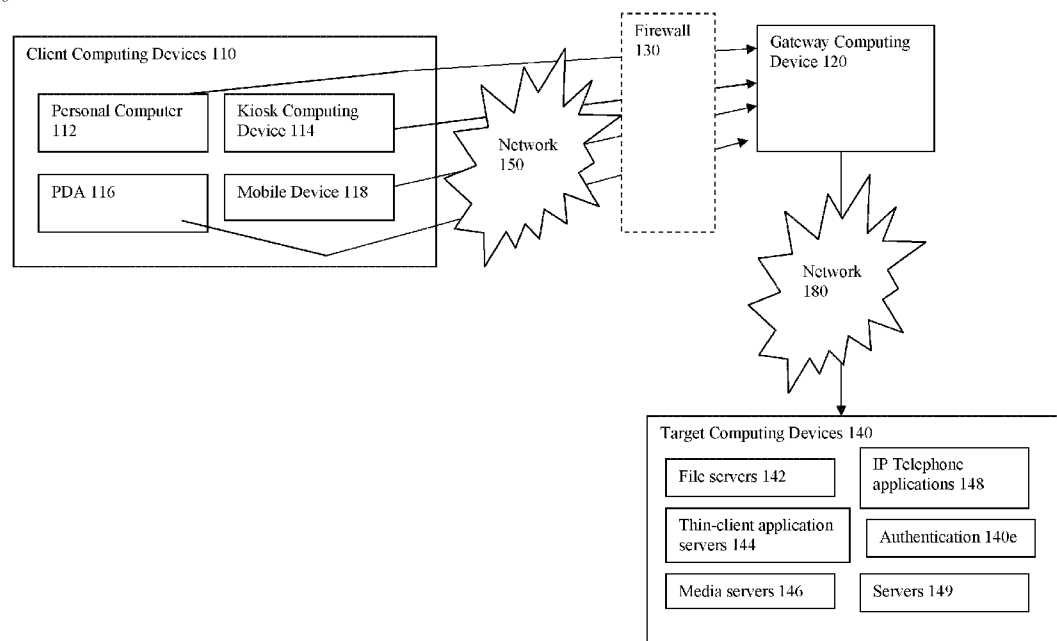 Client Computing Devices 110
Personal Computer
112
Kiosk Computing
Device 114
PDA 116
Mobile Device 118
Network
150
Firewall
130
Gateway Computing
Device 120
Network
180
Target Computing Devices 140
File servers 142
IP Telephone
applications 148
Thin-client application
servers 144
Authentication 140e
Media servers 146
Servers 149